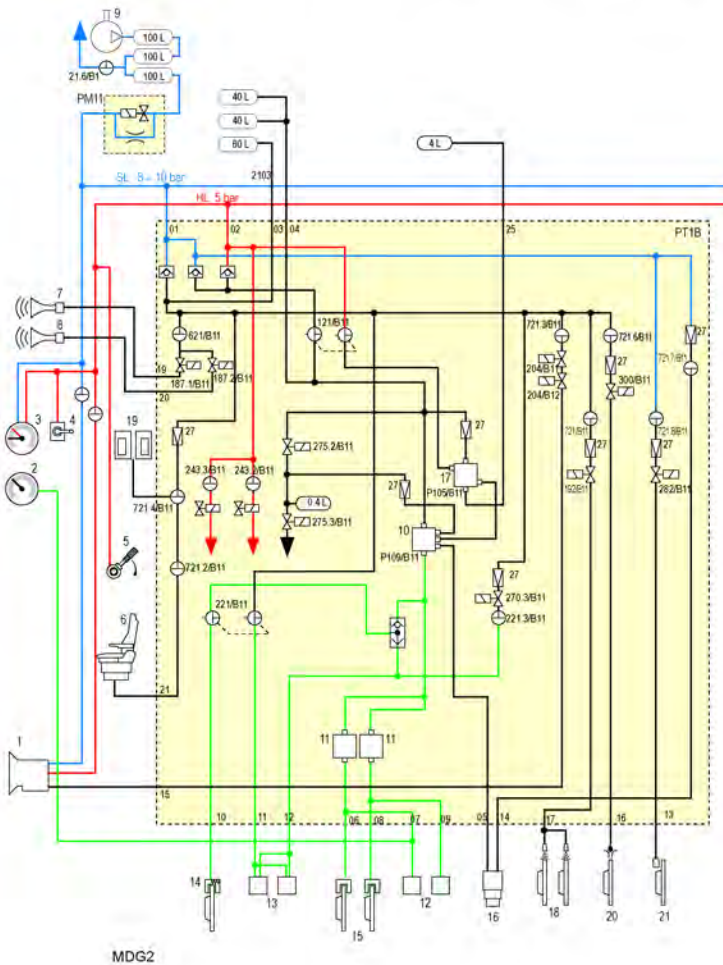 9
100 L
100 L
100 L
21.6/B1
PM11
40 L
40 L
60 L
4 L
2103
SL 8 – 10 bar
HL 5 bar
01
02
03
04
25
PT1B
7
8
621/B11
121/B11
721.3/B11
721.6/B11
27
721.7/B11
19
20
187.1/B11
187.2/B11
204/B11
204/B12
27
300/B11
3
4
19
27
275.2/B11
27
721/B11
721.8/B11
2
243.3/B11
243.2/B11
17
27
27
27
721.4/B11
0.4 L
P105/B11
192/B11
282/B11
275.3/B11
10
5
721.2/B11
P109/B11
27
270.3/B11
6
221/B11
221.3/B11
21
1
11
11
15
10
11
12
06
08
07
09
05
14
17
16
13
14
13
15
12
16
18
20
21
MDG2